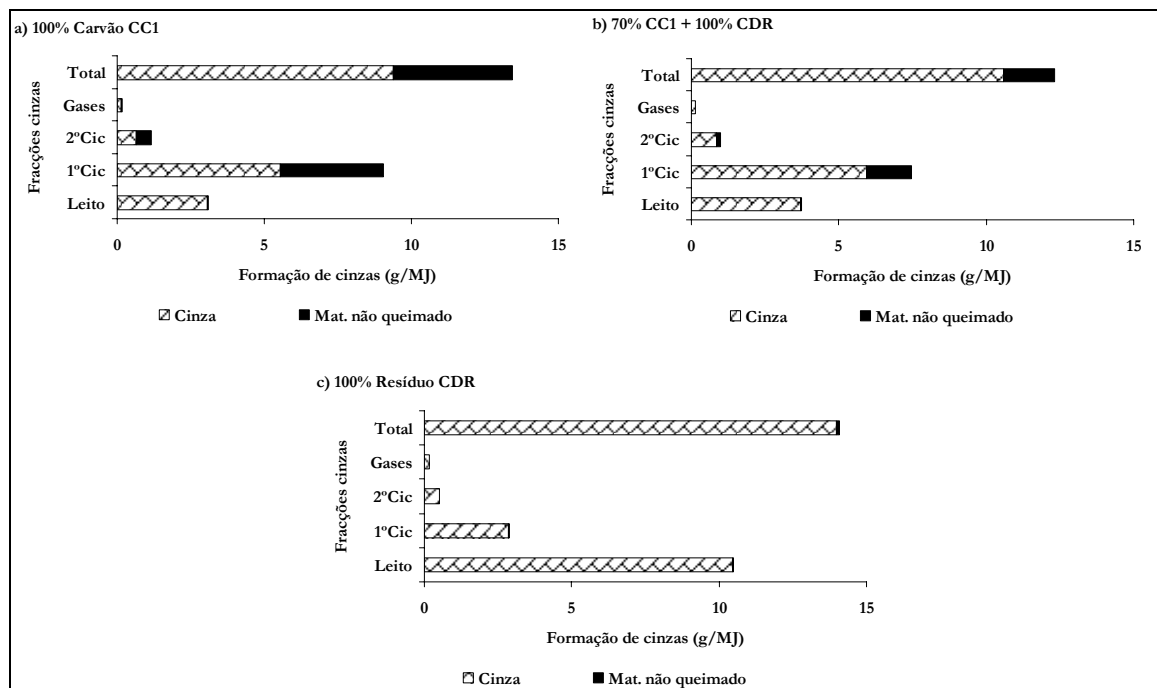 a) 100% Carvão CC1
Fracções cinzas
Total
Gases
2ºCic
1ºCic
Leito
0 5 10 15
Formação de cinzas (g/MJ)
Cinza Mat. não queimado
b) 70% CC1 + 100% CDR
Fracções cinzas
Total
Gases
2ºCic
1ºCic
Leito
0 5 10 15
Formação de cinzas (g/MJ)
Cinza Mat. não queimado
c) 100% Resíduo CDR
Fracções cinzas
Total
Gases
2ºCic
1ºCic
Leito
0 5 10 15
Formação de cinzas (g/MJ)
Cinza Mat. não queimado